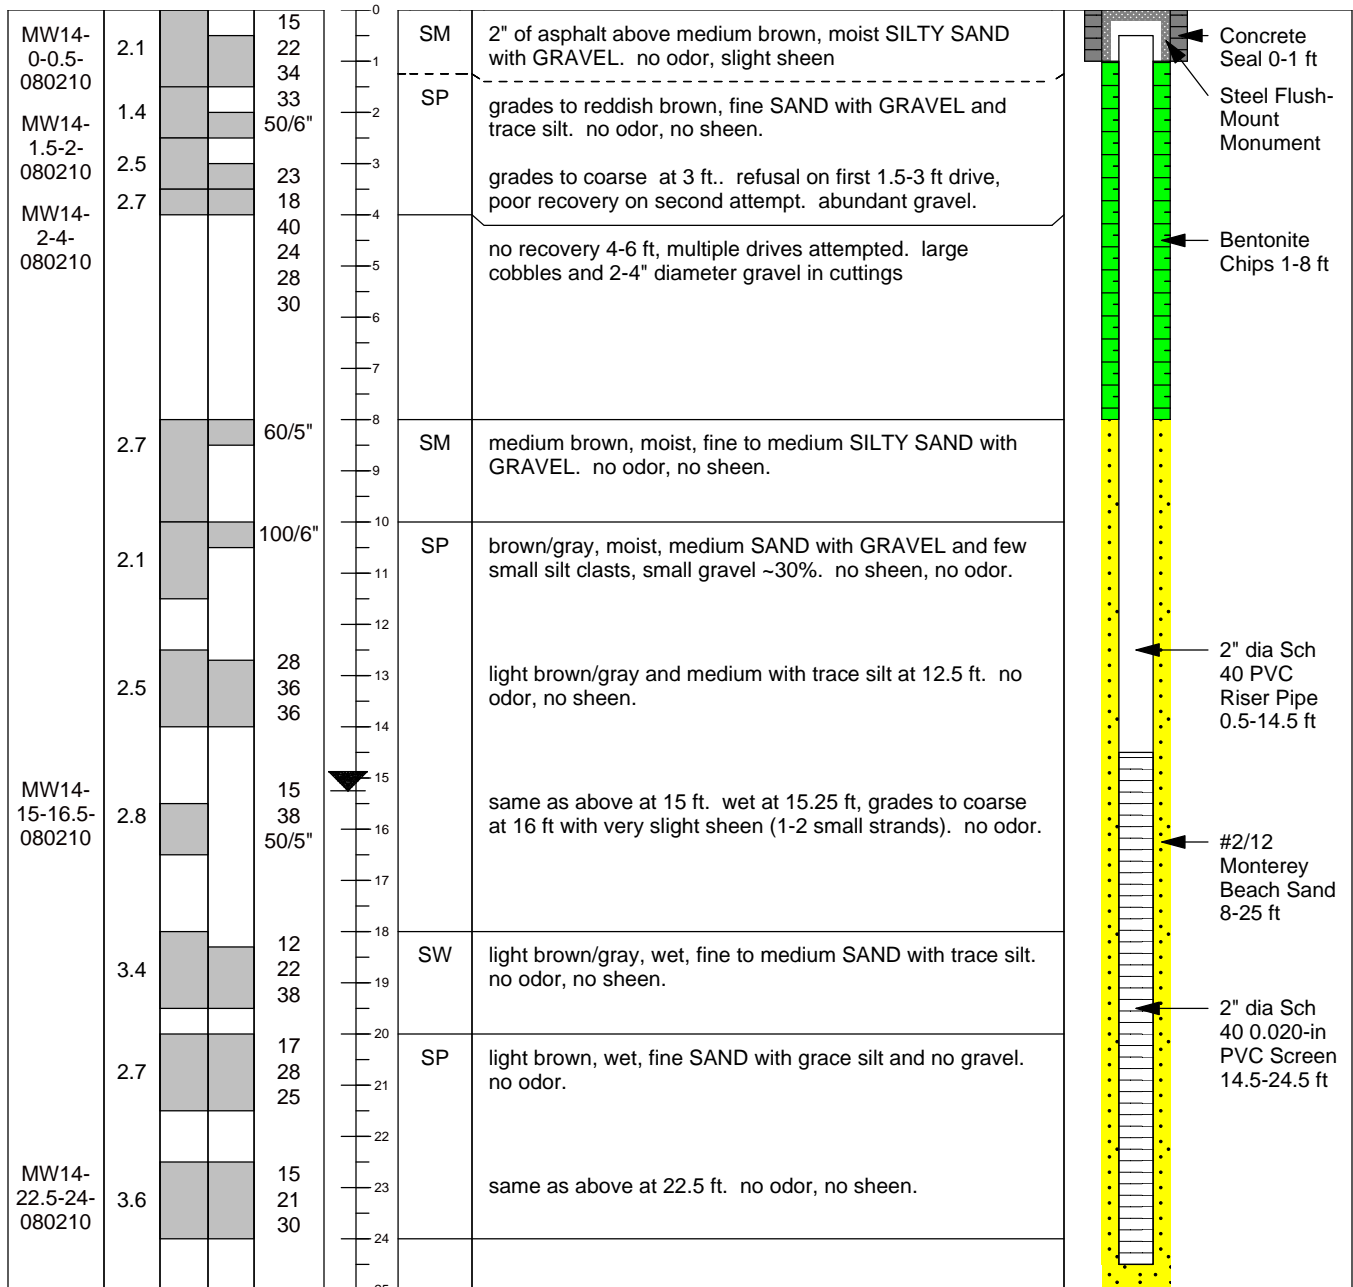 MW14-
0-0.5-
080210
MW14-
1.5-2-
080210
MW14-
2-4-
080210
MW14-
15-16.5-
080210
MW14-
22.5-24-
080210
2.1
1.4
2.5
2.7
2.7
2.1
2.5
2.8
3.4
2.7
3.6
15
22
34
33
50/6"
23
18
40
24
28
30
60/5"
100/6"
28
36
36
15
38
50/5"
12
22
38
17
28
25
15
21
30
0
1
2
3
4
5
6
7
8
9
10
11
12
13
14
15
16
17
18
19
20
21
22
23
24
25
SM
2" of asphalt above medium brown, moist SILTY SAND
with GRAVEL. no odor, slight sheen
SP
grades to reddish brown, fine SAND with GRAVEL and
trace silt. no odor, no sheen.
grades to coarse at 3 ft.. refusal on first 1.5-3 ft drive,
poor recovery on second attempt. abundant gravel.
no recovery 4-6 ft, multiple drives attempted. large
cobbles and 2-4" diameter gravel in cuttings
SM
medium brown, moist, fine to medium SILTY SAND with
GRAVEL. no odor, no sheen.
SP
brown/gray, moist, medium SAND with GRAVEL and few
small silt clasts, small gravel ~30%. no sheen, no odor.
light brown/gray and medium with trace silt at 12.5 ft. no
odor, no sheen.
same as above at 15 ft. wet at 15.25 ft, grades to coarse
at 16 ft with very slight sheen (1-2 small strands). no odor.
SW
light brown/gray, wet, fine to medium SAND with trace silt.
no odor, no sheen.
SP
light brown, wet, fine SAND with grace silt and no gravel.
no odor.
same as above at 22.5 ft. no odor, no sheen.
Concrete
Seal 0-1 ft
Steel Flush-
Mount
Monument
Bentonite
Chips 1-8 ft
2" dia Sch
40 PVC
Riser Pipe
0.5-14.5 ft
#2/12
Monterey
Beach Sand
8-25 ft
2" dia Sch
40 0.020-in
PVC Screen
14.5-24.5 ft